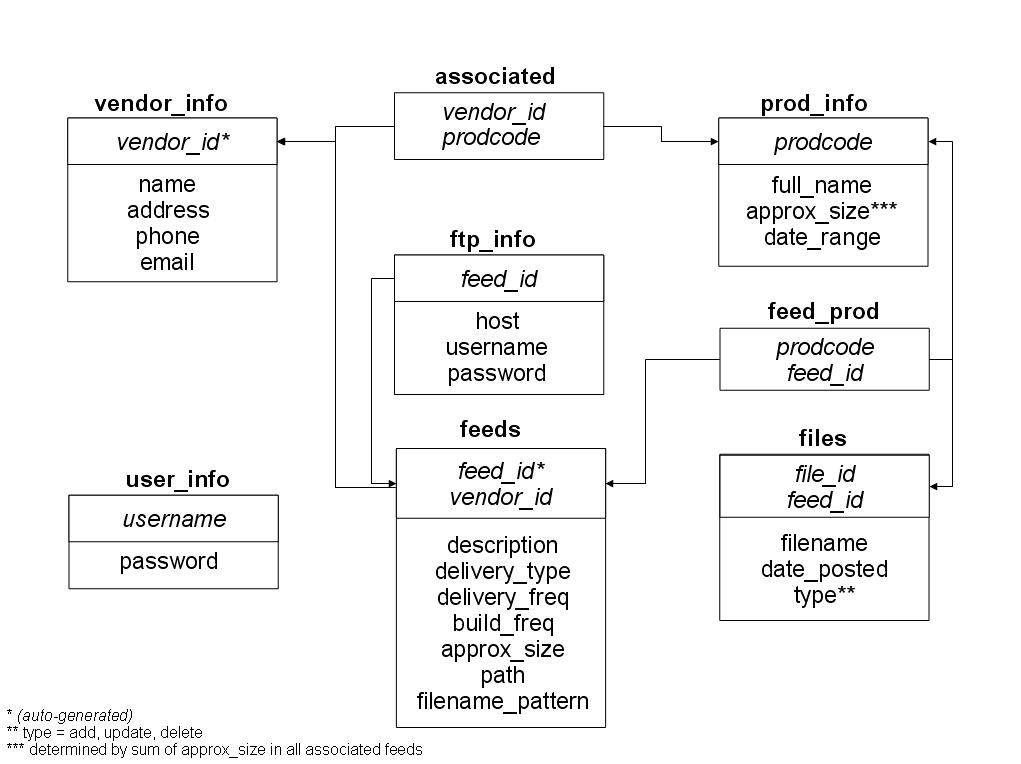 associated
vendor_id
prodcode
vendor_info
vendor_id*
name
address
phone
email
prod_info
prodcode
full_name
approx_size***
date_range
ftp_info
feed_id
host
username
password
feed_prod
prodcode
feed_id
feeds
feed_id*
vendor_id
description
delivery_type
delivery_freq
build_freq
approx_size
path
filename_pattern
files
file_id
feed_id
filename
date_posted
type**
user_info
username
password
* (auto-generated)
** type = add, update, delete
*** determined by sum of approx_size in all associated feeds